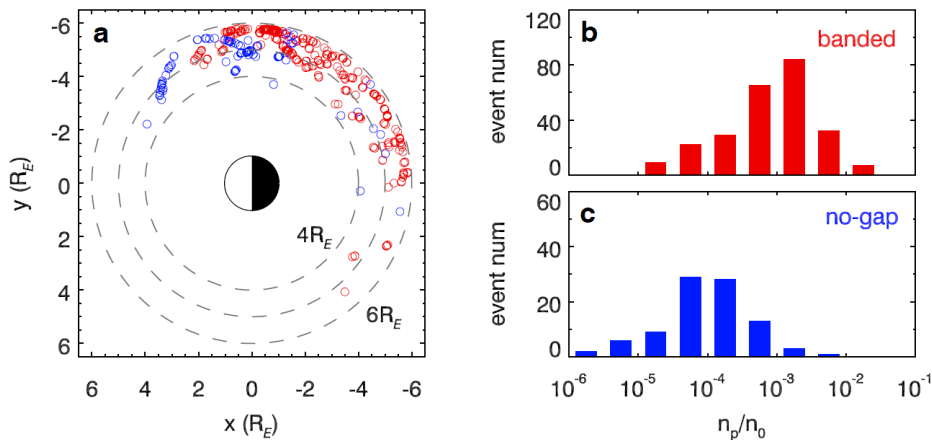 a
-6
-4
-2
0
2
4
6
y (R_E)
4R_E
6R_E
6 4 2 0 -2 -4 -6
x (R_E)
b
banded
120
80
40
0
event num
c
no-gap
60
40
20
0
event num
10^-6 10^-5 10^-4 10^-3 10^-2 10^-1
n_p/n_0